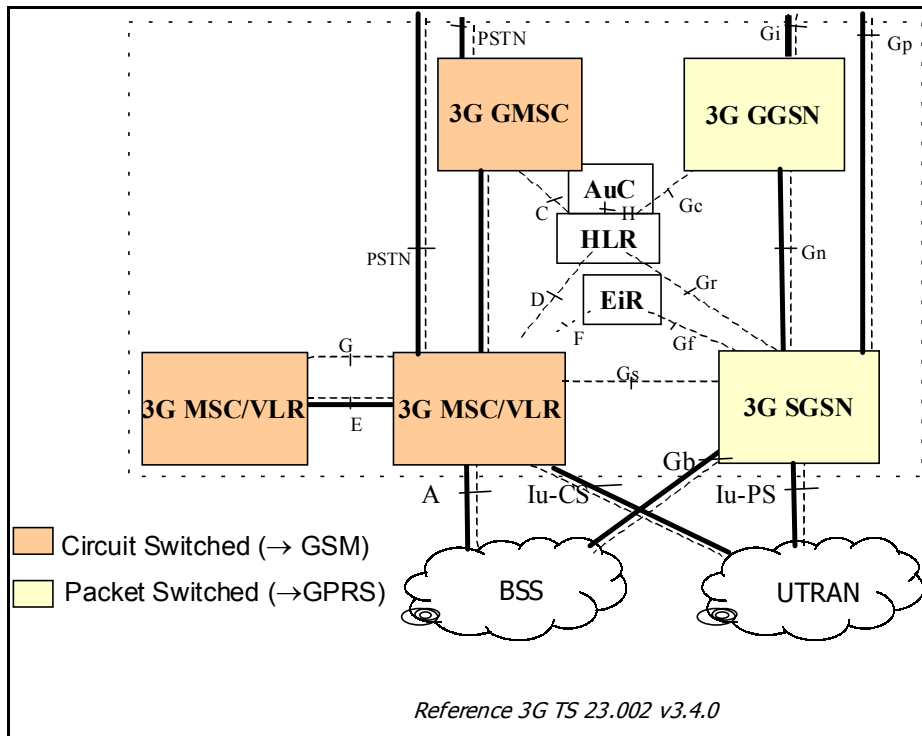 PSTN
Gi
Gp
3G GMSC
3G GGSN
AuC
C
H
Gc
HLR
PSTN
Gn
D
EiR
Gr
F
Gf
G
Gs
3G MSC/VLR
E
3G MSC/VLR
3G SGSN
Gb
A
Iu-CS
Iu-PS
Circuit Switched (→ GSM)
Packet Switched (→GPRS)
BSS
UTRAN
Reference 3G TS 23.002 v3.4.0